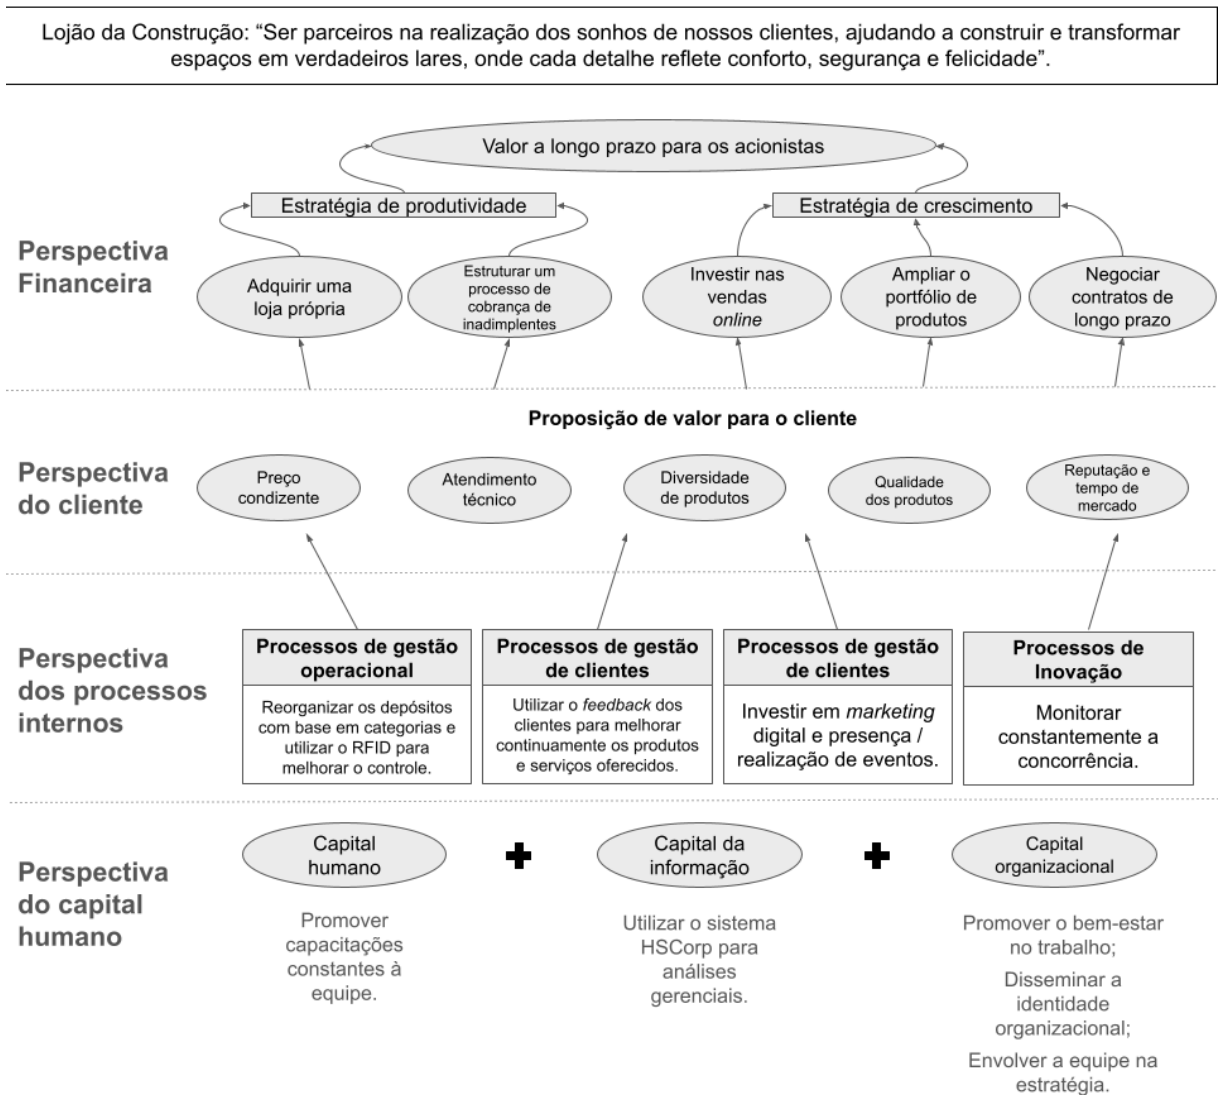 Lojão da Construção: “Ser parceiros na realização dos sonhos de nossos clientes, ajudando a construir e transformar
espaços em verdadeiros lares, onde cada detalhe reflete conforto, segurança e felicidade”.
Valor a longo prazo para os acionistas
Estratégia de produtividade
Estratégia de crescimento
Perspectiva
Financeira
Adquirir uma
loja própria
Estruturar um
processo de
cobrança de
inadimplentes
Investir nas
vendas
online
Ampliar o
portfólio de
produtos
Negociar
contratos de
longo prazo
Proposição de valor para o cliente
Perspectiva
do cliente
Preço
condizente
Atendimento
técnico
Diversidade
de produtos
Qualidade
dos produtos
Reputação e
tempo de
mercado
Perspectiva
dos processos
internos
Processos de gestão
operacional
Reorganizar os depósitos
com base em categorias e
utilizar o RFID para
melhorar o controle.
Processos de gestão
de clientes
Utilizar o feedback dos
clientes para melhorar
continuamente os produtos
e serviços oferecidos.
Processos de gestão
de clientes
Investir em marketing
digital e presença /
realização de eventos.
Processos de
Inovação
Monitorar
constantemente a
concorrência.
Perspectiva
do capital
humano
Capital
humano
Promover
capacitações
constantes à
equipe.
Capital da
informação
Utilizar o sistema
HSCorp para
análises
gerenciais.
Capital
organizacional
Promover o bem-estar
no trabalho;
Disseminar a
identidade
organizacional;
Envolver a equipe na
estratégia.